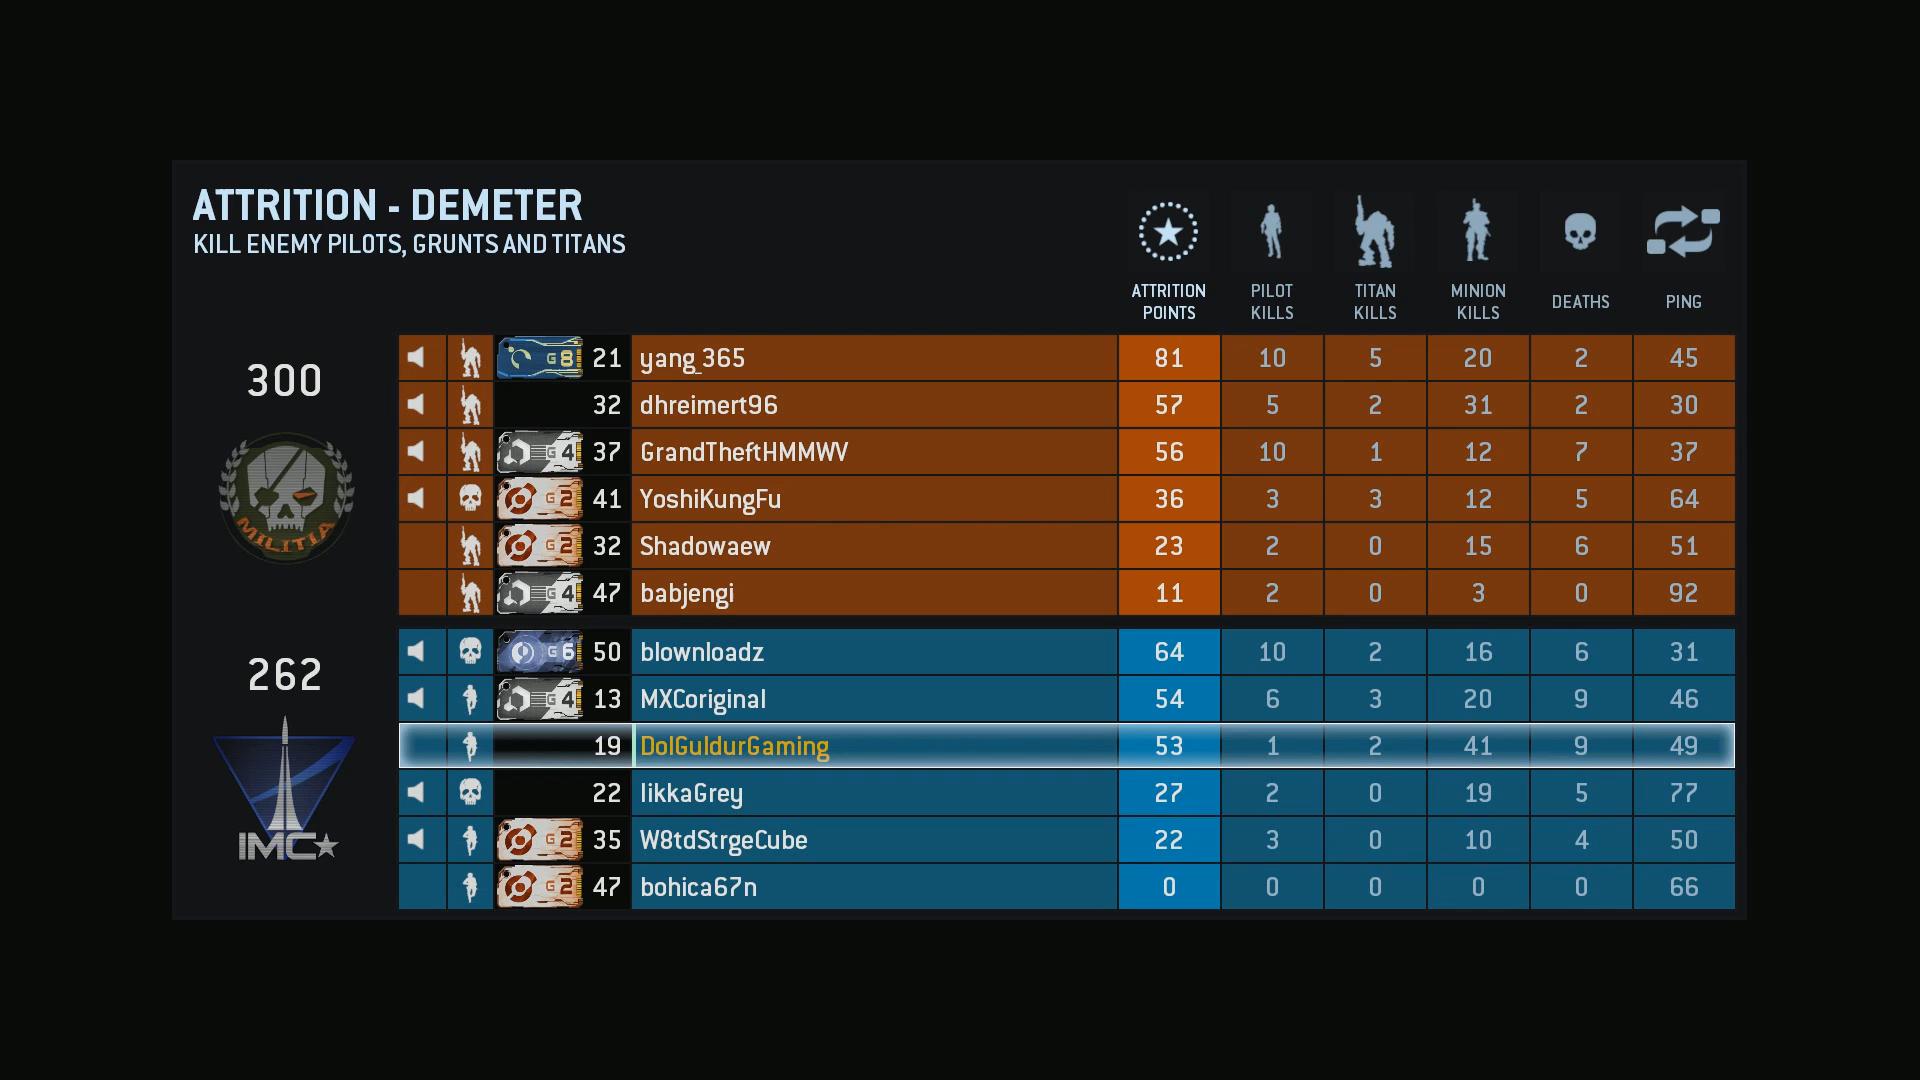 ATTRITION - DEMETER
KILL ENEMY PILOTS, GRUNTS AND TITANS
ATTRITION POINTS
PILOT KILLS
TITAN KILLS
MINION KILLS
DEATHS
PING
300
MILITIA
G8 21 yang_365 81 10 5 20 2 45
32 dhreimert96 57 5 2 31 2 30
G4 37 GrandTheftHMMWV 56 10 1 12 7 37
G2 41 YoshiKungFu 36 3 3 12 5 64
G2 32 Shadowaew 23 2 0 15 6 51
G4 47 babjengi 11 2 0 3 0 92
262
IMC
G6 50 blownloadz 64 10 2 16 6 31
G4 13 MXCoriginal 54 6 3 20 9 46
19 DolGuldurGaming 53 1 2 41 9 49
22 IikkaGrey 27 2 0 19 5 77
G2 35 W8tdStrgeCube 22 3 0 10 4 50
G2 47 bohica67n 0 0 0 0 0 66